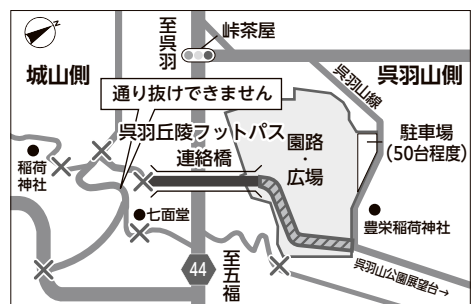 至呉羽
峠茶屋
城山側
呉羽山側
通り抜けできません
呉羽山線
呉羽丘陵フットパス
連絡橋
園路
・
広場
駐車場
(50台程度)
稲荷
神社
七面堂
豊栄稲荷神社
至五福
44
呉羽山公園展望台→